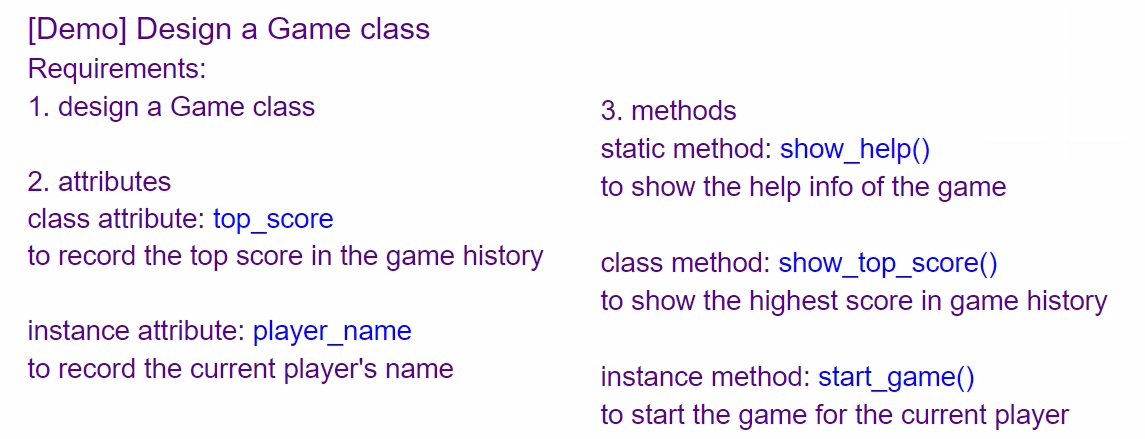 [Demo] Design a Game class
Requirements:
1. design a Game class
2. attributes
class attribute: top_score
to record the top score in the game history
instance attribute: player_name
to record the current player's name
3. methods
static method: show_help()
to show the help info of the game
class method: show_top_score()
to show the highest score in game history
instance method: start_game()
to start the game for the current player